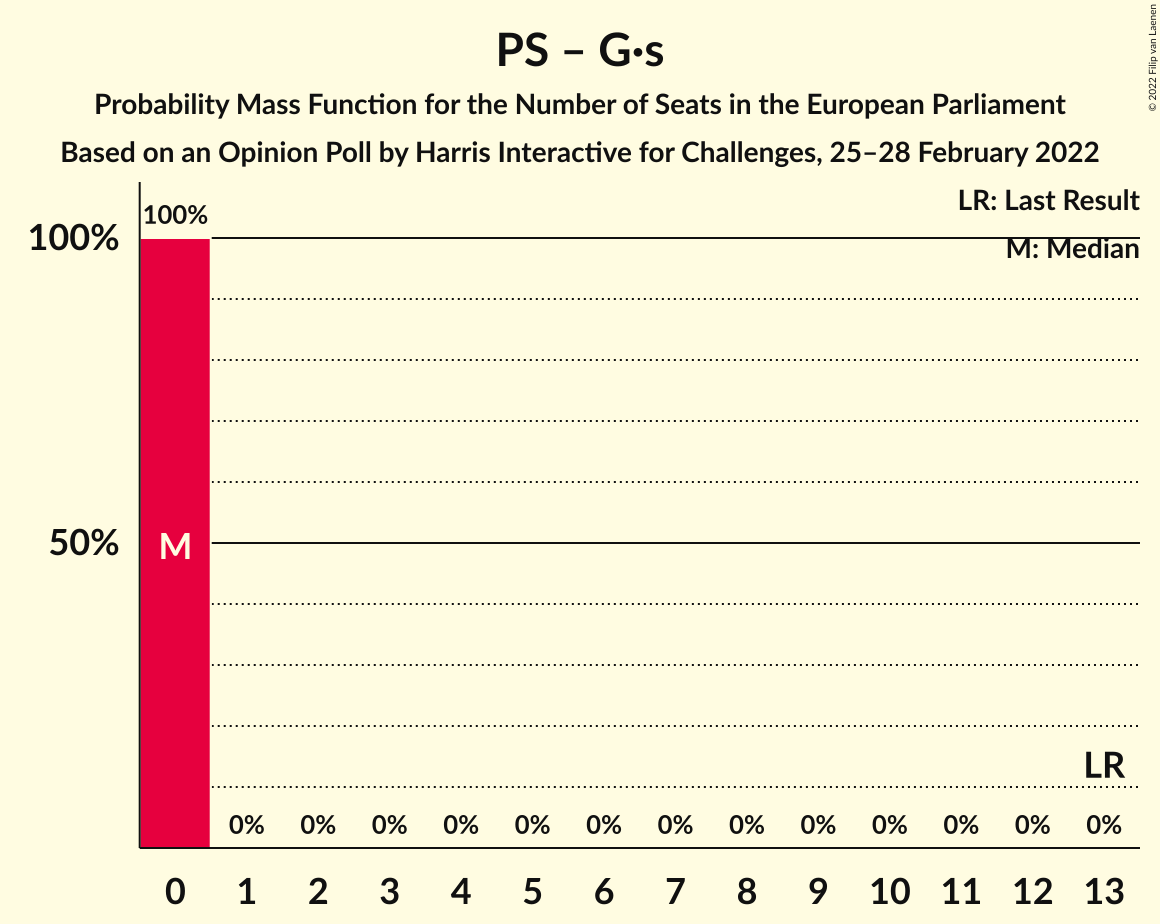 PS – G·s
Probability Mass Function for the Number of Seats in the European Parliament
Based on an Opinion Poll by Harris Interactive for Challenges, 25–28 February 2022
© 2022 Filip van Laenen
LR: Last Result
M: Median
100%
100%
50%
M
LR
0% 0% 0% 0% 0% 0% 0% 0% 0% 0% 0% 0% 0%
0 1 2 3 4 5 6 7 8 9 10 11 12 13